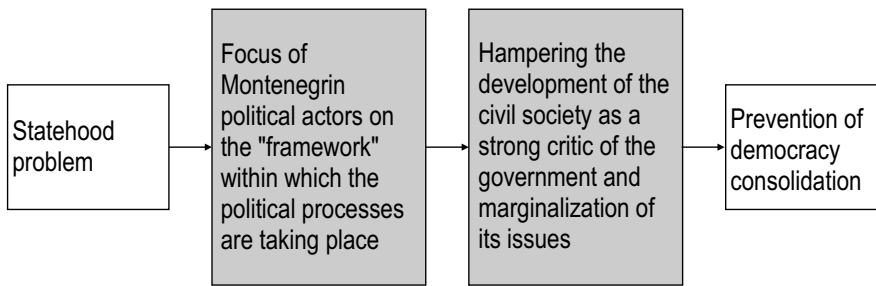 Statehood
problem
Focus of
Montenegrin
political actors on
the "framework"
within which the
political processes
are taking place
Hampering the
development of the
civil society as a
strong critic of the
government and
marginalization of
its issues
Prevention of
democracy
consolidation